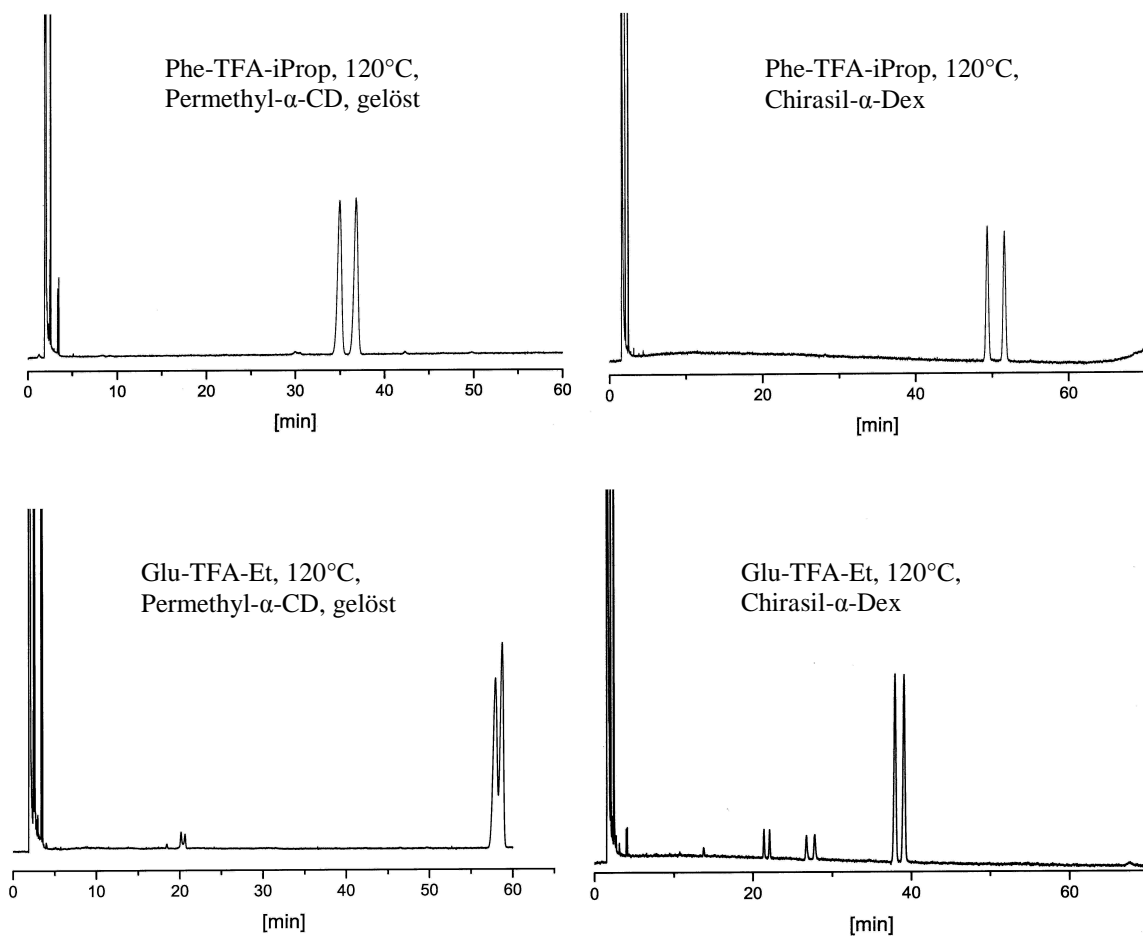 Phe-TFA-iProp, 120°C,
Permethyl-α-CD, gelöst
0 10 20 30 40 50 60
[min]
Phe-TFA-iProp, 120°C,
Chirasil-α-Dex
0 20 40 60
[min]
Glu-TFA-Et, 120°C,
Permethyl-α-CD, gelöst
0 10 20 30 40 50 60
[min]
Glu-TFA-Et, 120°C,
Chirasil-α-Dex
0 20 40 60
[min]